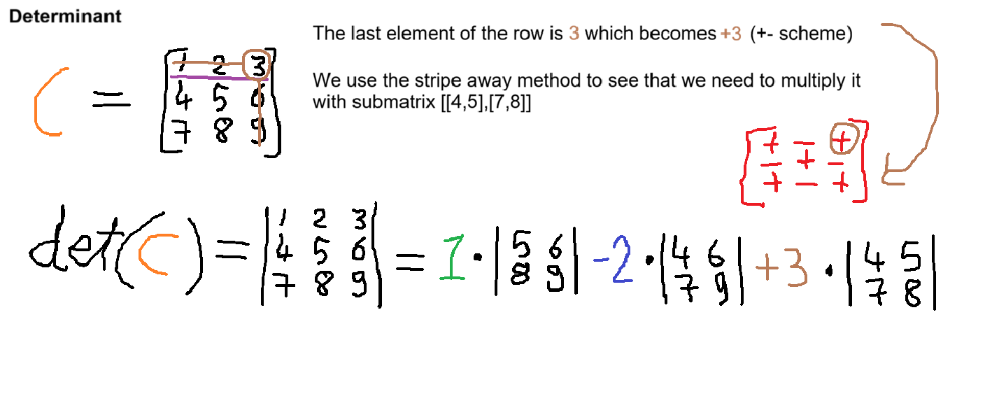 Determinant
The last element of the row is 3 which becomes +3 (+- scheme)
We use the stripe away method to see that we need to multiply it
with submatrix [[4,5],[7,8]]
C = [1 2 3
4 5 6
7 8 9]
[+ − +
− + −
+ − +]
det(C) = |1 2 3| = 1 · |5 6| -2 · |4 6| +3 · |4 5|
|4 5 6| |8 9| |7 9| |7 8|
|7 8 9|